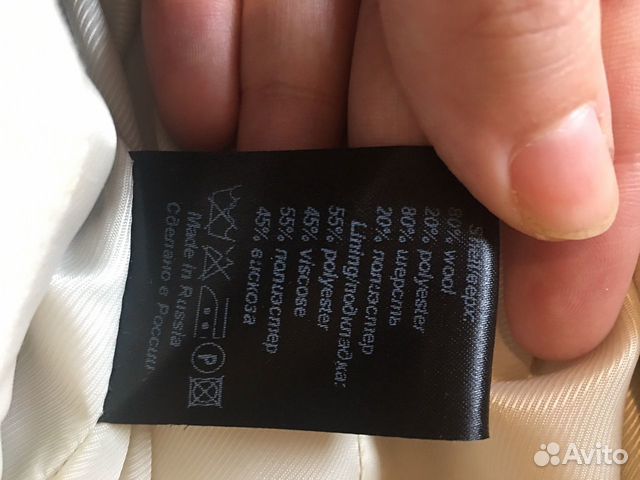 Shell/верх:
80% wool
20% polyester
80% шерсть
20% полиэстер
Lining/подкладка:
55% polyester
45% viscose
55% полиэстер
45% вискоза
Made in Russia
Сделано в России
Avito